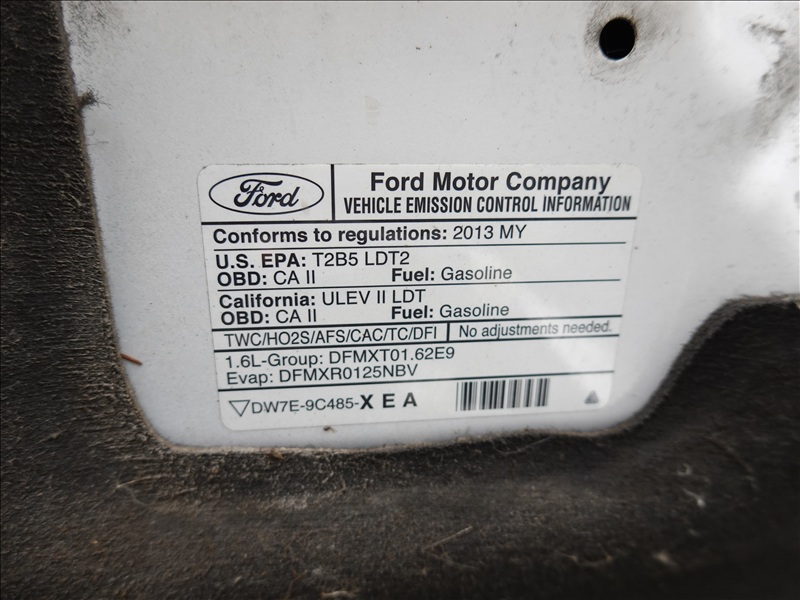 Ford
Ford Motor Company
VEHICLE EMISSION CONTROL INFORMATION
Conforms to regulations: 2013 MY
U.S. EPA: T2B5 LDT2
OBD: CA II Fuel: Gasoline
California: ULEV II LDT
OBD: CA II Fuel: Gasoline
TWC/HO2S/AFS/CAC/TC/DFI No adjustments needed.
1.6L-Group: DFMXT01.62E9
Evap: DFMXR0125NBV
DW7E-9C485-X E A